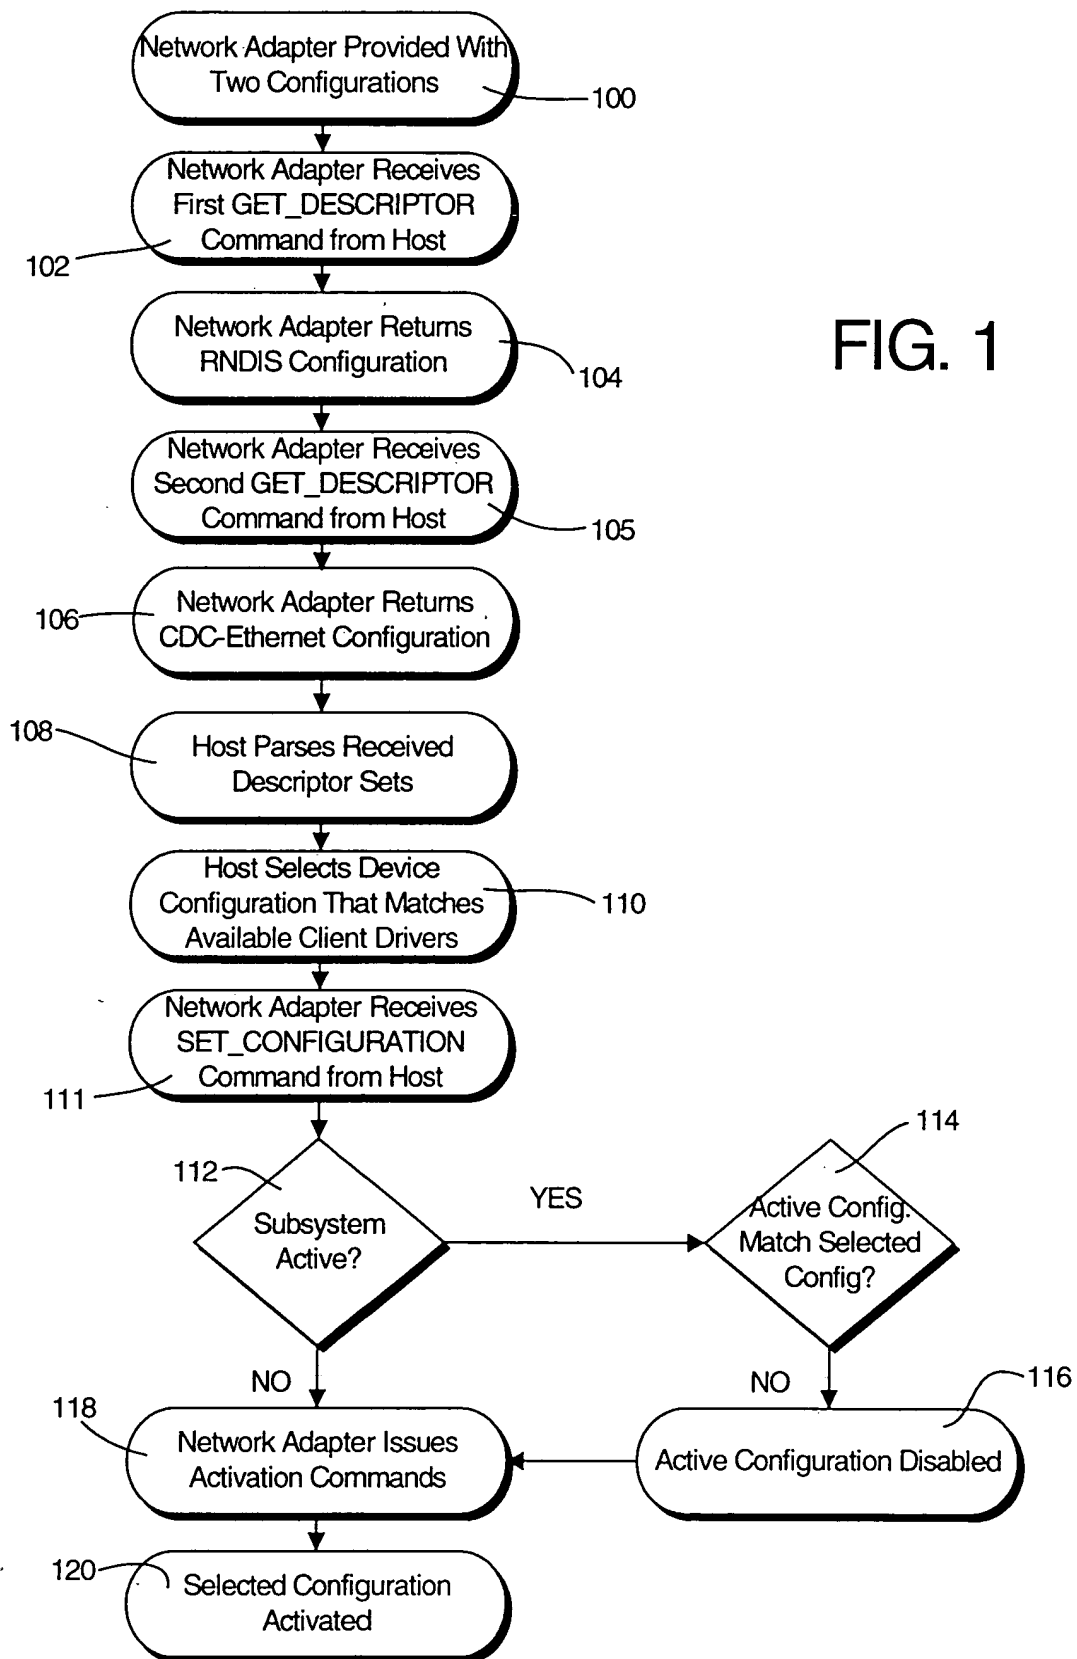 Network Adapter Provided With
Two Configurations
100
Network Adapter Receives
First GET_DESCRIPTOR
Command from Host
102
Network Adapter Returns
RNDIS Configuration
104
FIG. 1
Network Adapter Receives
Second GET_DESCRIPTOR
Command from Host
105
Network Adapter Returns
CDC-Ethernet Configuration
106
108
Host Parses Received
Descriptor Sets
Host Selects Device
Configuration That Matches
Available Client Drivers
110
Network Adapter Receives
SET_CONFIGURATION
Command from Host
111
112
Subsystem
Active?
YES
114
Active Config.
Match Selected
Config?
NO
NO
116
118
Network Adapter Issues
Activation Commands
Active Configuration Disabled
120
Selected Configuration
Activated